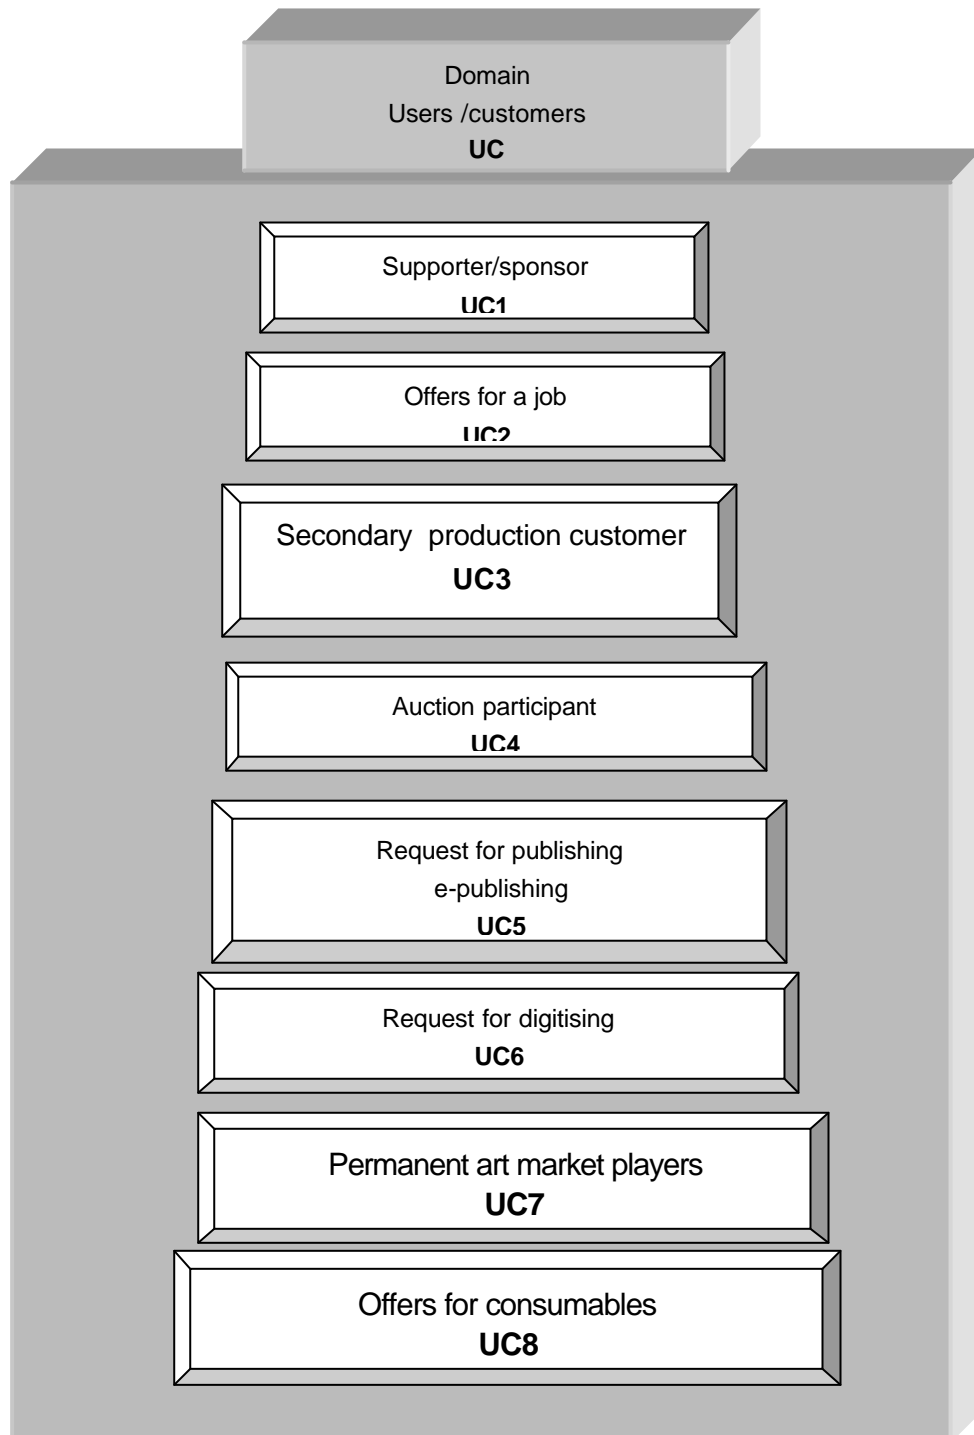 Domain
Users /customers
UC
Supporter/sponsor
UC1
Offers for a job
UC2
Secondary production customer
UC3
Auction participant
UC4
Request for publishing
e-publishing
UC5
Request for digitising
UC6
Permanent art market players
UC7
Offers for consumables
UC8